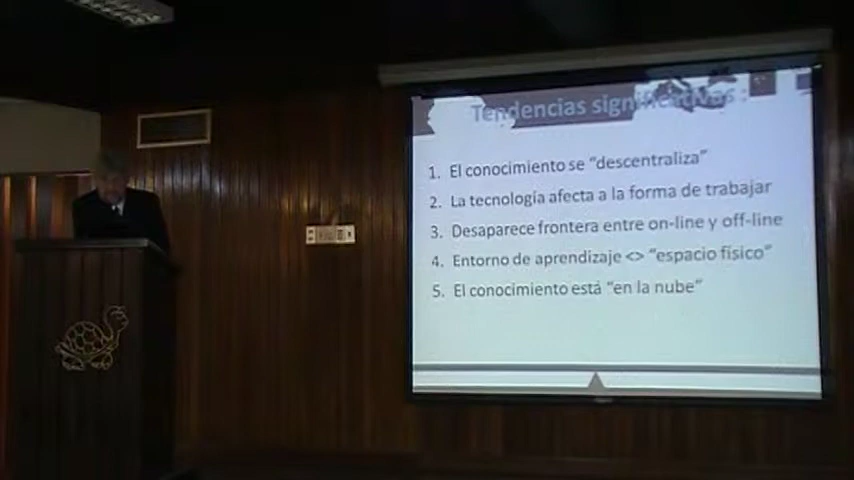 Tendencias significativas :
1. El conocimiento se "descentraliza"
2. La tecnología afecta a la forma de trabajar
3. Desaparece frontera entre on-line y off-line
4. Entorno de aprendizaje <> "espacio físico"
5. El conocimiento está "en la nube"